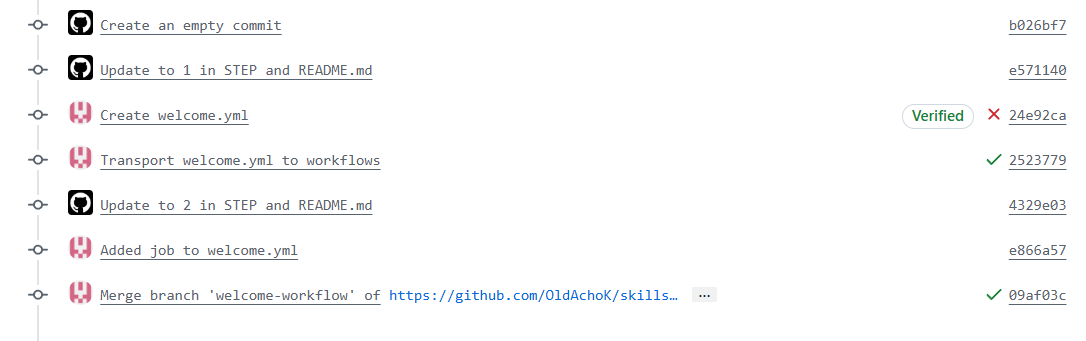 Create an empty commit b026bf7
Update to 1 in STEP and README.md e571140
Create welcome.yml Verified 24e92ca
Transport welcome.yml to workflows 2523779
Update to 2 in STEP and README.md 4329e03
Added job to welcome.yml e866a57
Merge branch 'welcome-workflow' of https://github.com/OldAchoK/skills… ... 09af03c